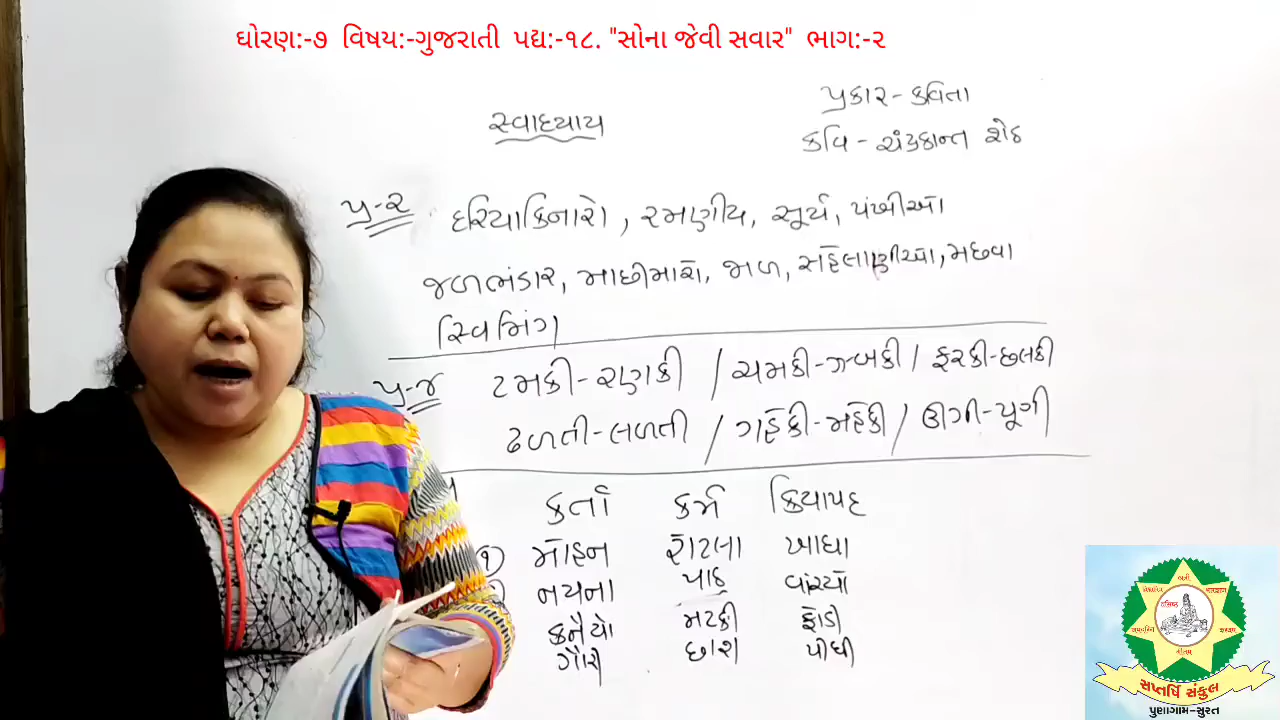 ધોરણ:-૭ વિષય:-ગુજરાતી પદ્ય:-૧૮. "સોના જેવી સવાર" ભાગ:-૨
પ્રકાર - કવિતા
સ્વાધ્યાય
કવિ - ચંદ્રકાન્ત શેઠ
પ્ર-૨ દરિયાકિનારો, રમણીય, સૂર્ય, પંખીઓ
જળભંડાર, માછીમારો, જાળ, સહેલાણીઓ, મછવા
સ્વિમિંગ
પ્ર-૪ ટમકી-રણકી / ચમકી-ઝબકી / ફરકી-છલકી
ઢળતી-લળતી / ગહેકી-મહેકી / ઊગી-પૂગી
કર્તા કર્મ ક્રિયાપદ
૧) મોહન રોટલા ખાધા
નયના પાઠ વાંચ્યો
કનૈયો મટકી ફોડી
ગૌરી છાશ પીધી
સપ્તર્ષિ સંકુલ
પુણાગામ-સુરત